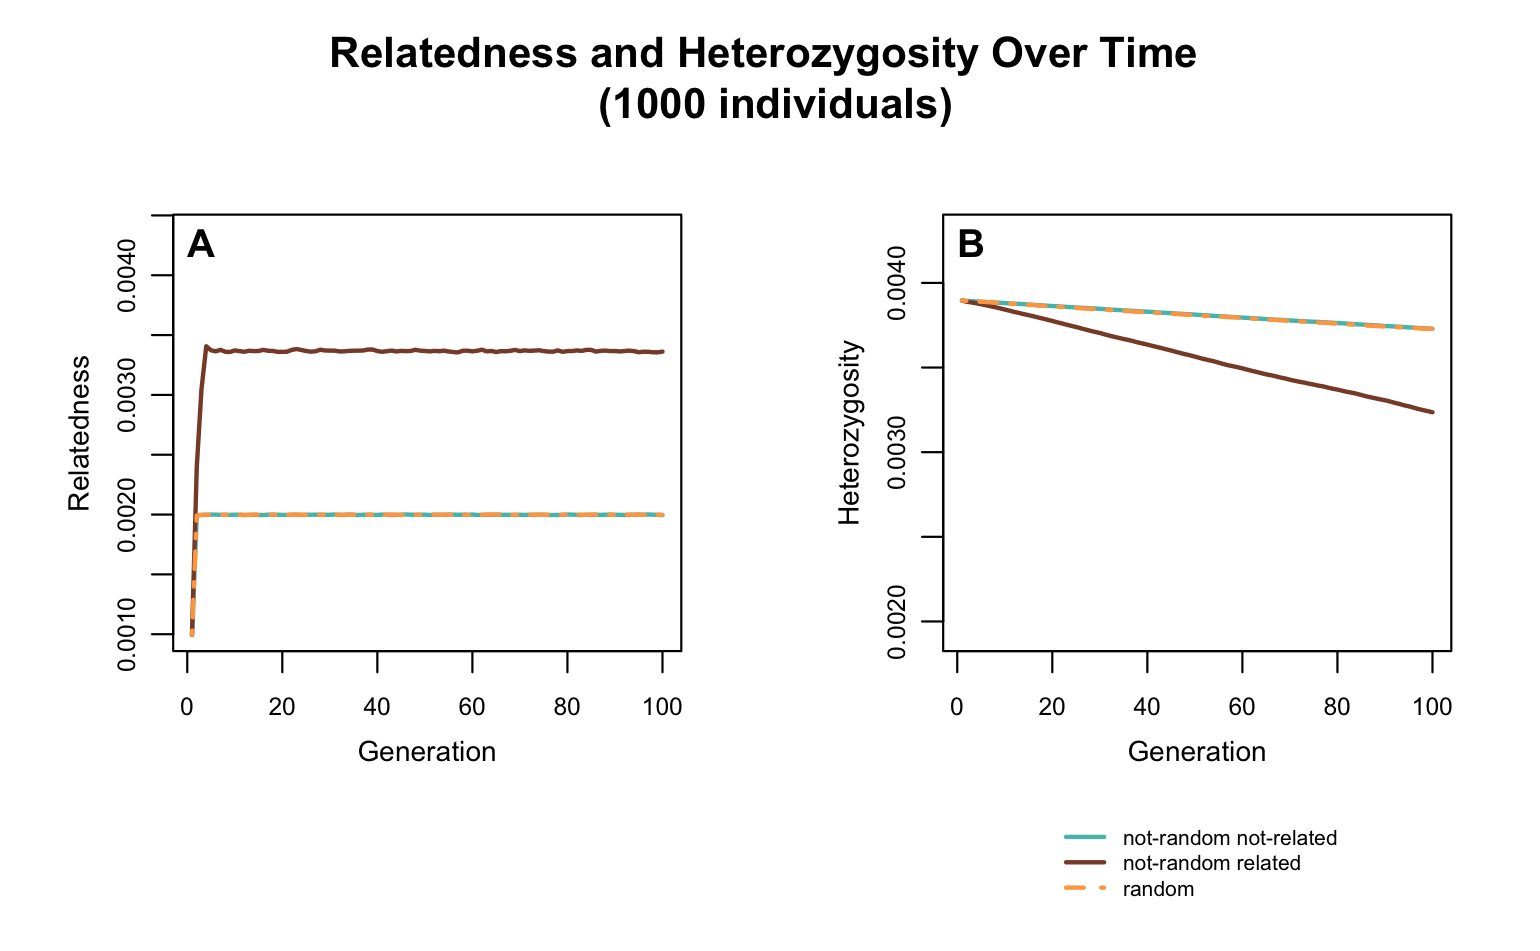 Relatedness and Heterozygosity Over Time
(1000 individuals)
A
Relatedness
0.0010
0.0020
0.0030
0.0040
0
20
40
60
80
100
Generation
B
Heterozygosity
0.0020
0.0030
0.0040
0
20
40
60
80
100
Generation
not-random not-related
not-random related
random